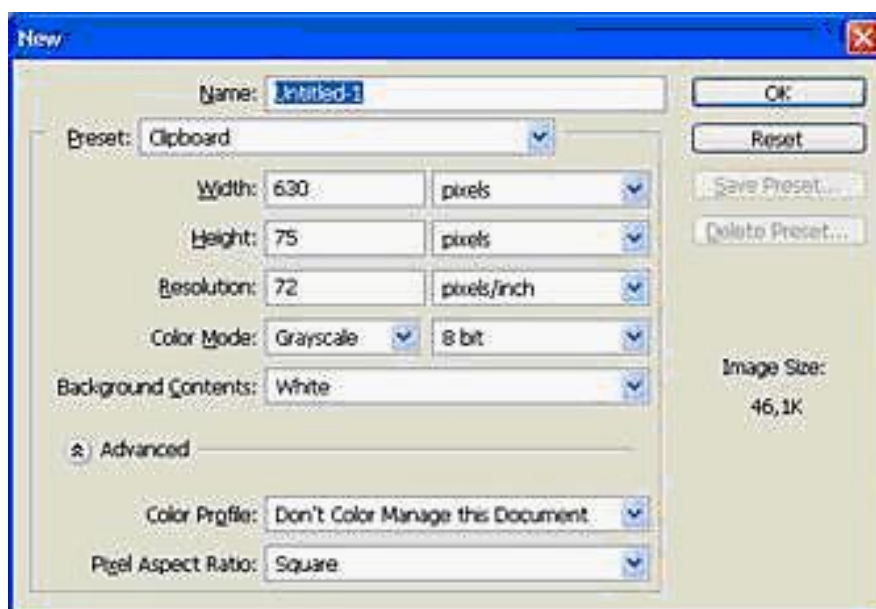 New
Name: Untitled-1
OK
Preset: Clipboard
Reset
Width: 630 pixels
Save Preset...
Height: 75 pixels
Delete Preset...
Resolution: 72 pixels/inch
Color Mode: Grayscale 8 bit
Image Size:
Background Contents: White
46,1K
Advanced
Color Profile: Don't Color Manage this Document
Pixel Aspect Ratio: Square